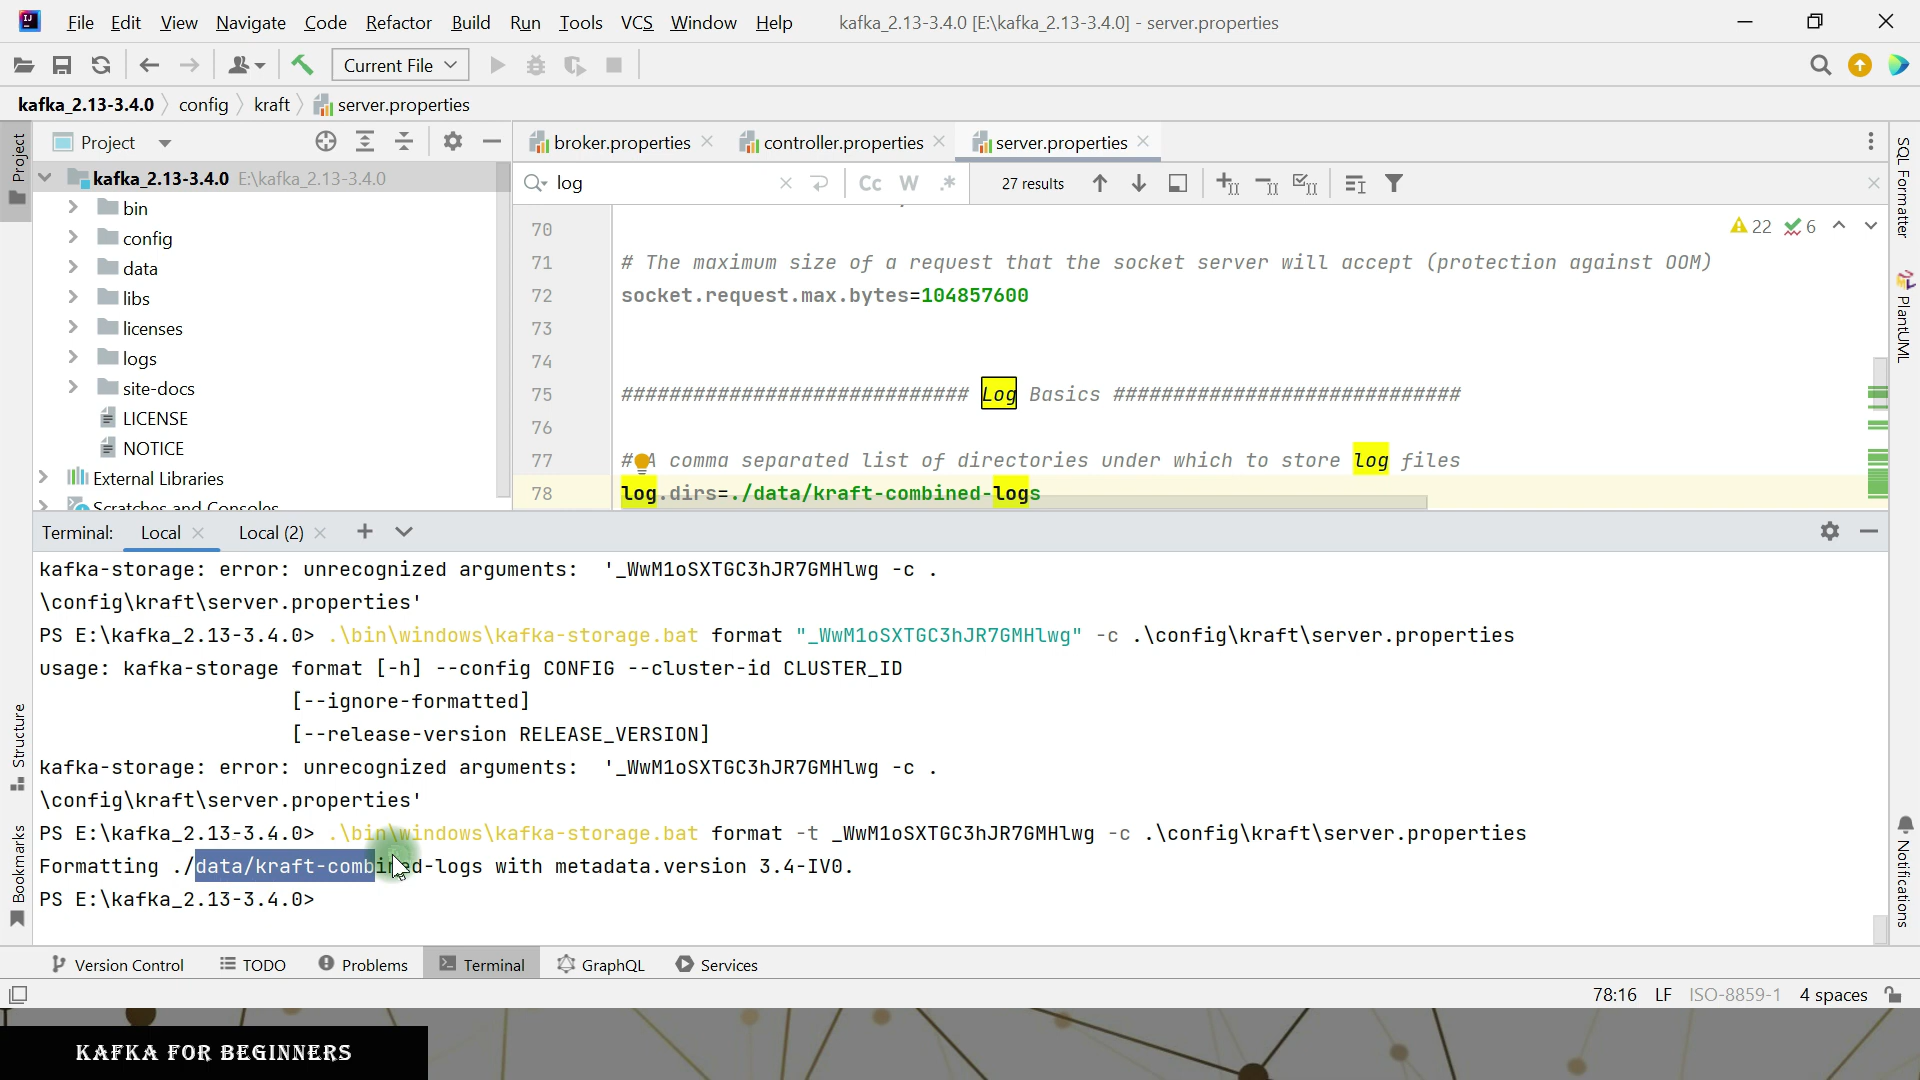 File Edit View Navigate Code Refactor Build Run Tools VCS Window Help kafka_2.13-3.4.0 [E:\kafka_2.13-3.4.0] - server.properties
Current File
kafka_2.13-3.4.0 config kraft server.properties
Project
Project
broker.properties controller.properties server.properties
log Cc W .* 27 results
kafka_2.13-3.4.0 E:\kafka_2.13-3.4.0
bin
config
data
libs
licenses
logs
site-docs
LICENSE
NOTICE
External Libraries
Scratches and Consoles
22 6
70
71 # The maximum size of a request that the socket server will accept (protection against OOM)
72 socket.request.max.bytes=104857600
73
74
75 ############################# Log Basics #############################
76
77 # A comma separated list of directories under which to store log files
78 log.dirs=./data/kraft-combined-logs
SQL Formatter
PlantUML
Notifications
Structure
Bookmarks
Terminal: Local Local (2)
kafka-storage: error: unrecognized arguments: '_WwM1oSXTGC3hJR7GMHlwg -c .
\config\kraft\server.properties'
PS E:\kafka_2.13-3.4.0> .\bin\windows\kafka-storage.bat format "_WwM1oSXTGC3hJR7GMHlwg" -c .\config\kraft\server.properties
usage: kafka-storage format [-h] --config CONFIG --cluster-id CLUSTER_ID
[--ignore-formatted]
[--release-version RELEASE_VERSION]
kafka-storage: error: unrecognized arguments: '_WwM1oSXTGC3hJR7GMHlwg -c .
\config\kraft\server.properties'
PS E:\kafka_2.13-3.4.0> .\bin\windows\kafka-storage.bat format -t _WwM1oSXTGC3hJR7GMHlwg -c .\config\kraft\server.properties
Formatting ./data/kraft-combined-logs with metadata.version 3.4-IV0.
PS E:\kafka_2.13-3.4.0>
Version Control TODO Problems Terminal GraphQL Services
78:16 LF ISO-8859-1 4 spaces
KAFKA FOR BEGINNERS